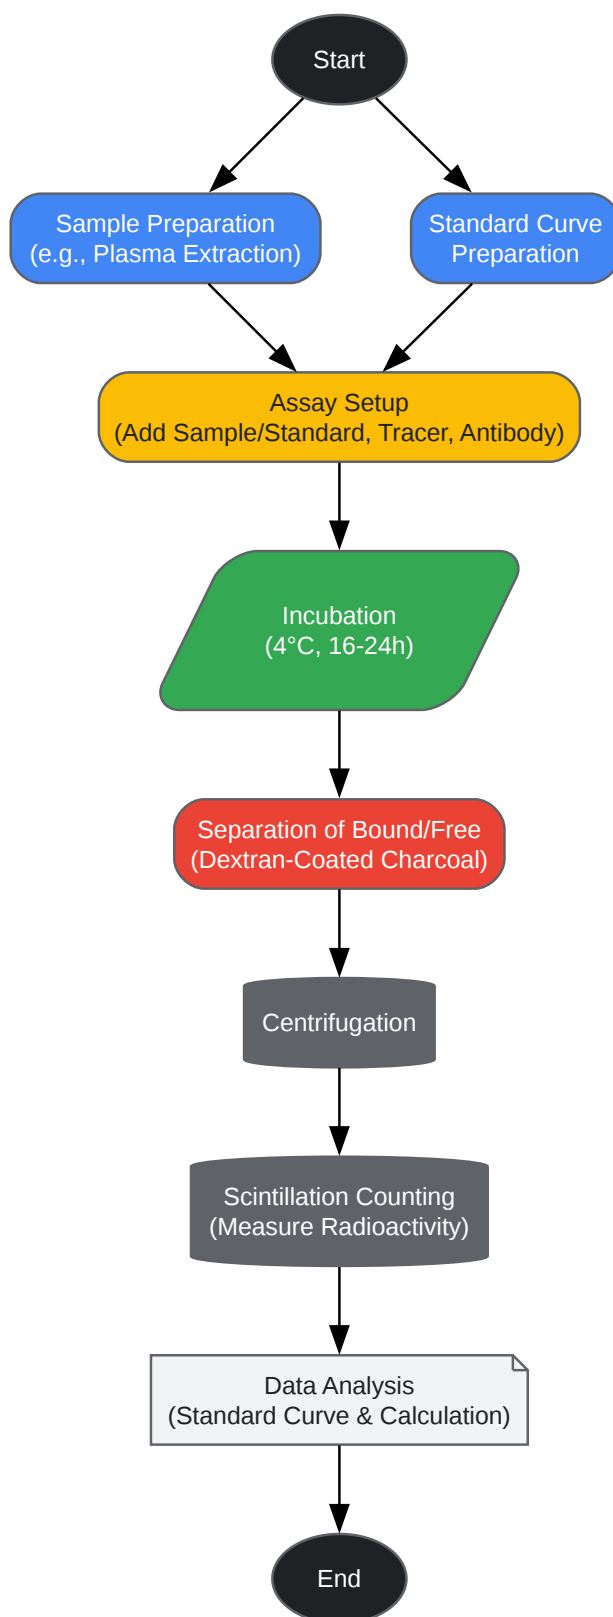 Start
Sample Preparation
(e.g., Plasma Extraction)
Standard Curve
Preparation
Assay Setup
(Add Sample/Standard, Tracer, Antibody)
Incubation
(4°C, 16-24h)
Separation of Bound/Free
(Dextran-Coated Charcoal)
Centrifugation
Scintillation Counting
(Measure Radioactivity)
Data Analysis
(Standard Curve & Calculation)
End